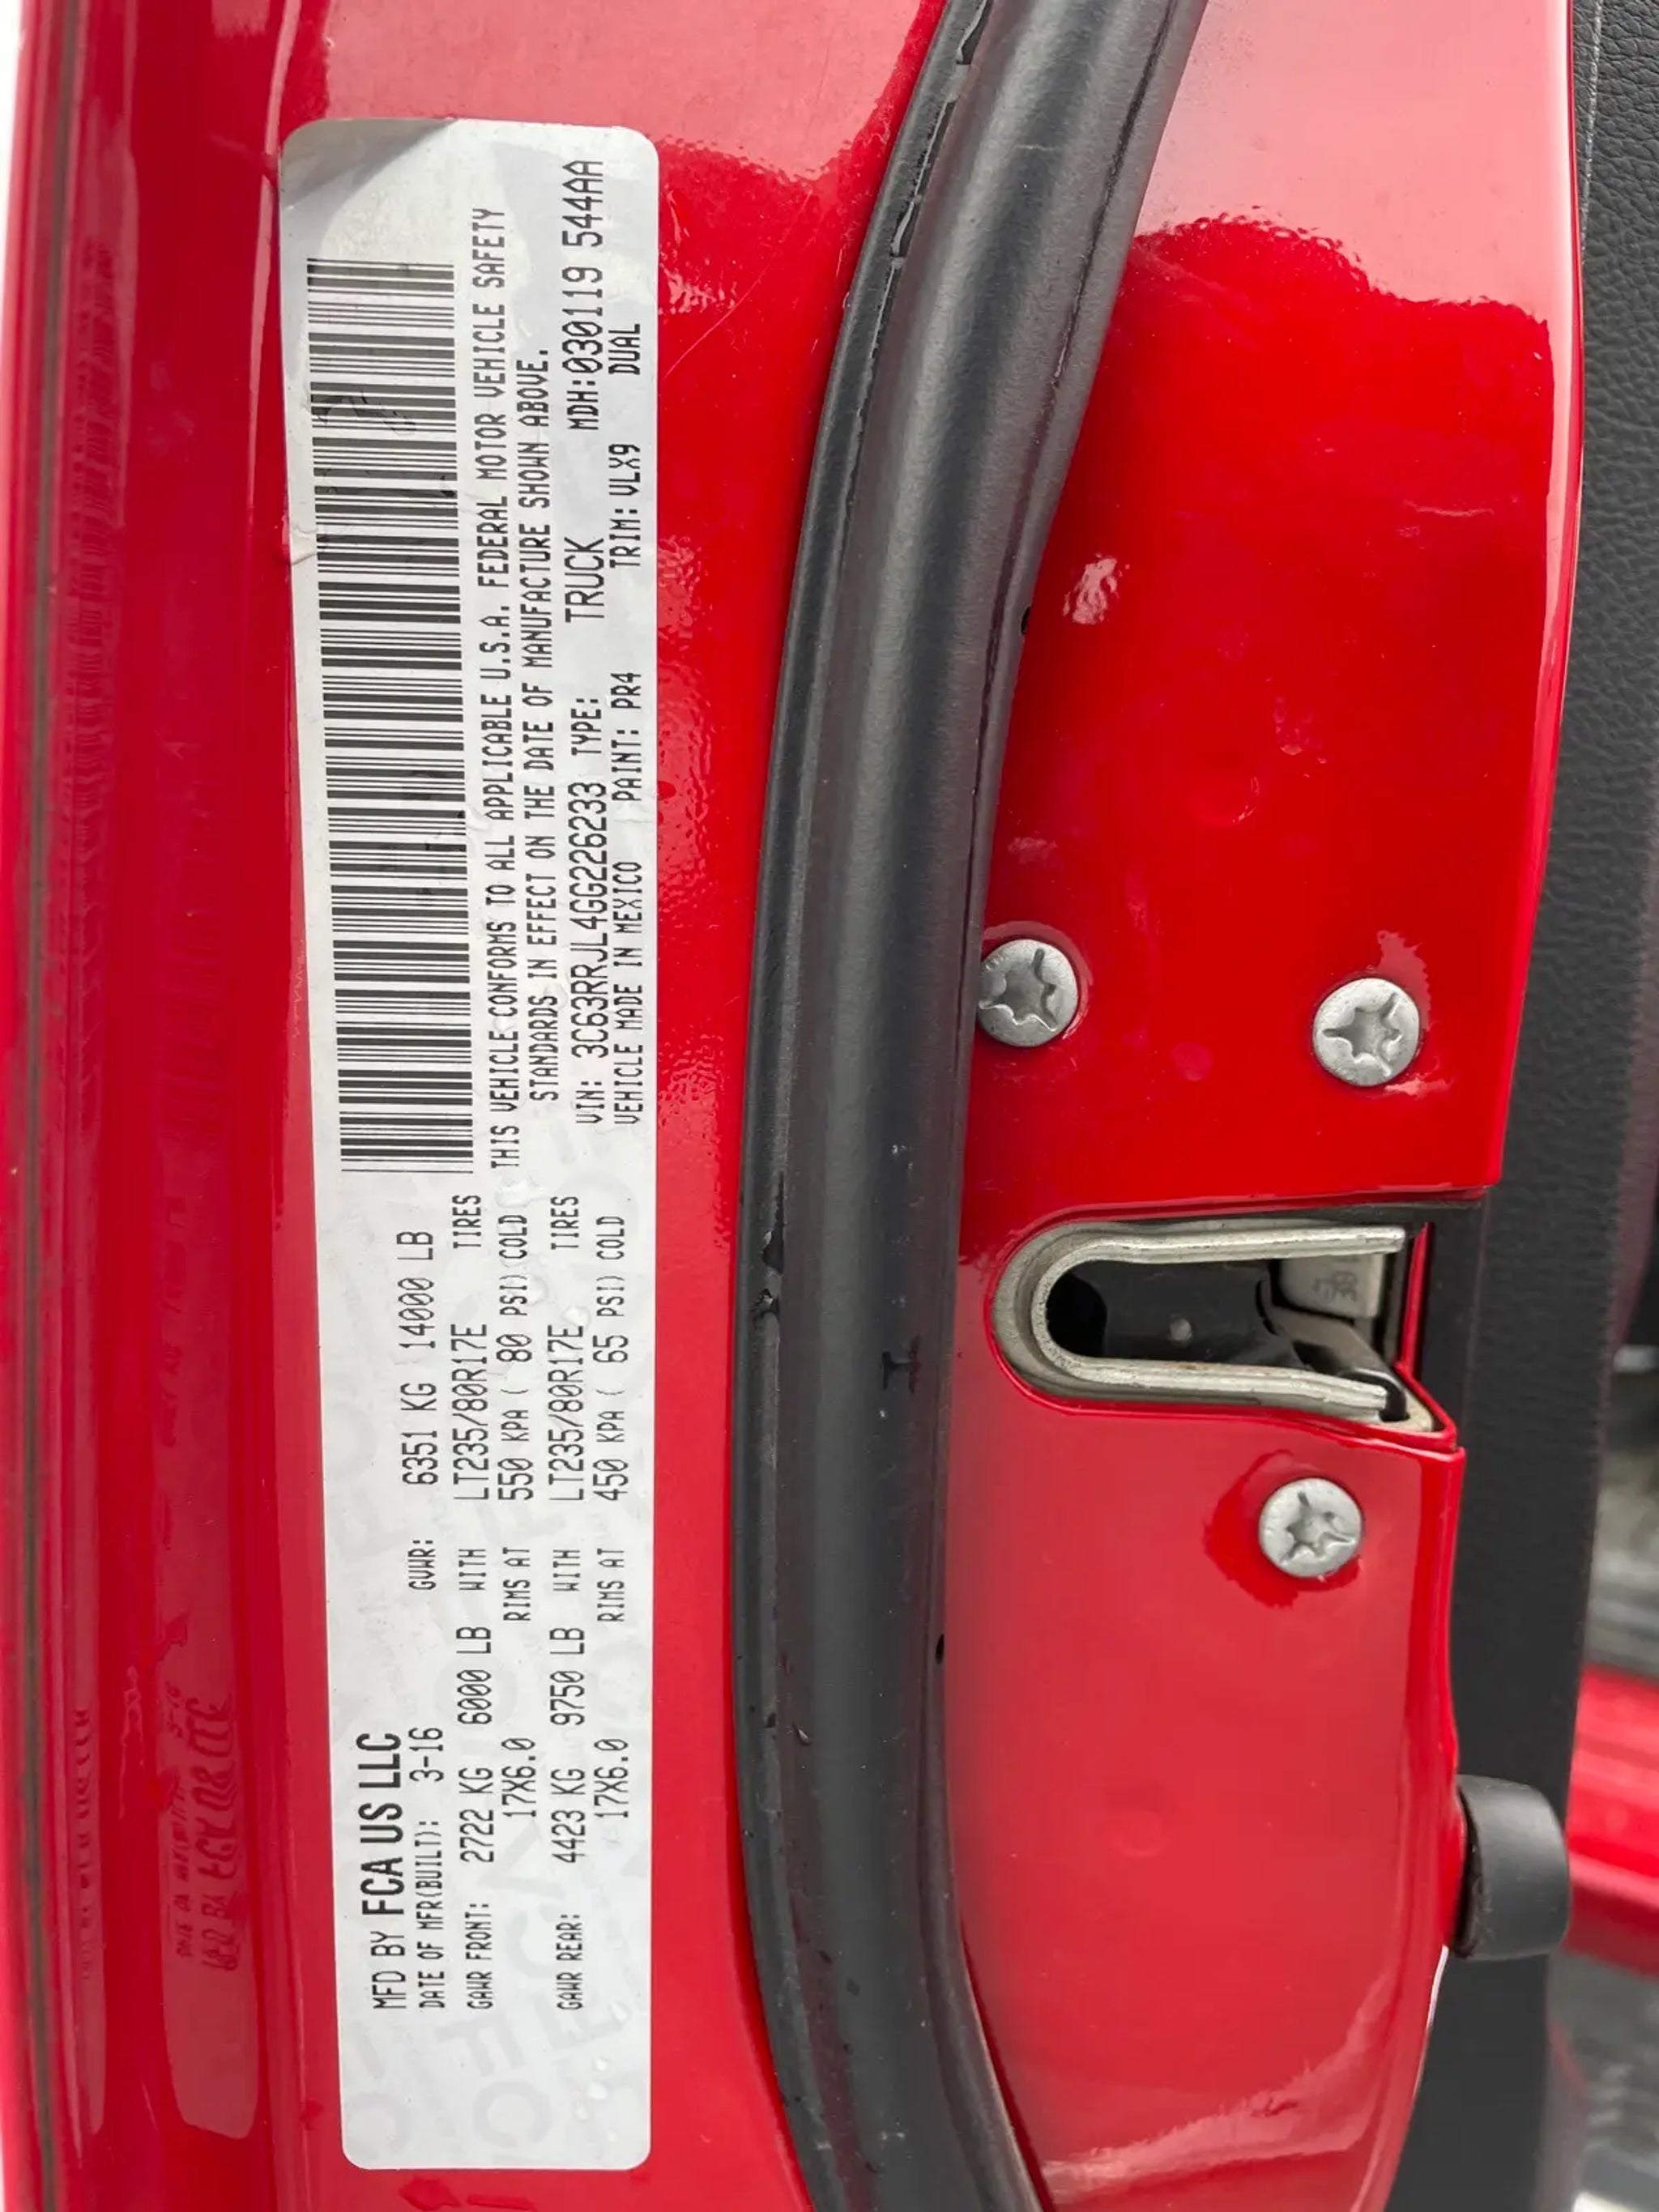 MFD BY FCA US LLC
DATE OF MFR(BUILT): 3-16 GVWR: 6351 KG 14000 LB
GAWR FRONT: 2722 KG 6000 LB WITH LT235/80R17E TIRES
17X6.0 RIMS AT 550 KPA ( 80 PSI) COLD
GAWR REAR: 4423 KG 9750 LB WITH LT235/80R17E TIRES
17X6.0 RIMS AT 450 KPA ( 65 PSI) COLD
THIS VEHICLE CONFORMS TO ALL APPLICABLE U.S.A. FEDERAL MOTOR VEHICLE SAFETY
STANDARDS IN EFFECT ON THE DATE OF MANUFACTURE SHOWN ABOVE.
VIN: 3C63RRJL4GG226233 TYPE: TRUCK MDH:030119 544AA
VEHICLE MADE IN MEXICO PAINT: PR4 TRIM: VLX9 DUAL